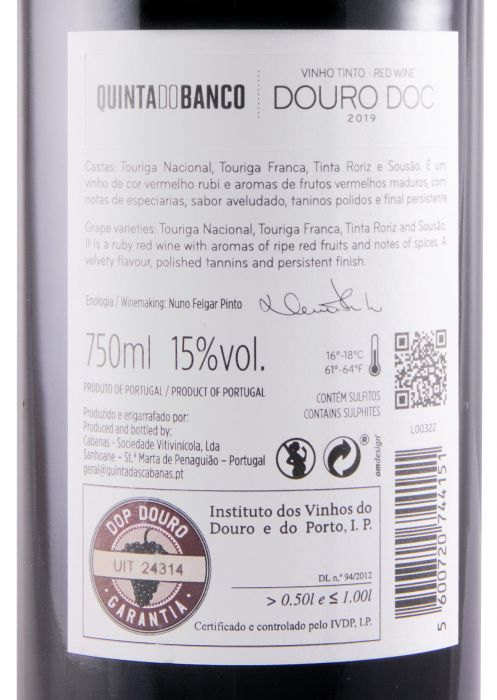 QUINTADOBANCO
VINHO TINTO - RED WINE
DOURO DOC
2019
Castas: Touriga Nacional, Touriga Franca, Tinta Roriz e Sousão. É um
vinho de cor vermelho rubi e aromas de frutos vermelhos maduros, com
notas de especiarias, sabor aveludado, taninos polidos e final persistente.
Grape varieties: Touriga Nacional, Touriga Franca, Tinta Roriz and Sousão.
It is a ruby red wine with aromas of ripe red fruits and notes of spices. A
velvety flavour, polished tannins and persistent finish.
Enologia / Winemaking: Nuno Felgar Pinto
750ml 15%vol.
16º-18ºC
61º-64ºF
PRODUTO DE PORTUGAL / PRODUCT OF PORTUGAL
CONTÉM SULFITOS
CONTAINS SULPHITES
L00322
Produzido e engarrafado por:
Produced and bottled by:
Cabanas - Sociedade Vitivinícola, Lda
Sanhoane – St.ª Marta de Penaguião – Portugal
geral@quintadascabanas.pt
®
omdesign
DOP DOURO
UIT 24314
GARANTIA
Instituto dos Vinhos do
Douro e do Porto, I. P.
DL n.º 94/2012
> 0.50l e ≤ 1.00l
Certificado e controlado pelo IVDP, I.P.
5 600720 744151